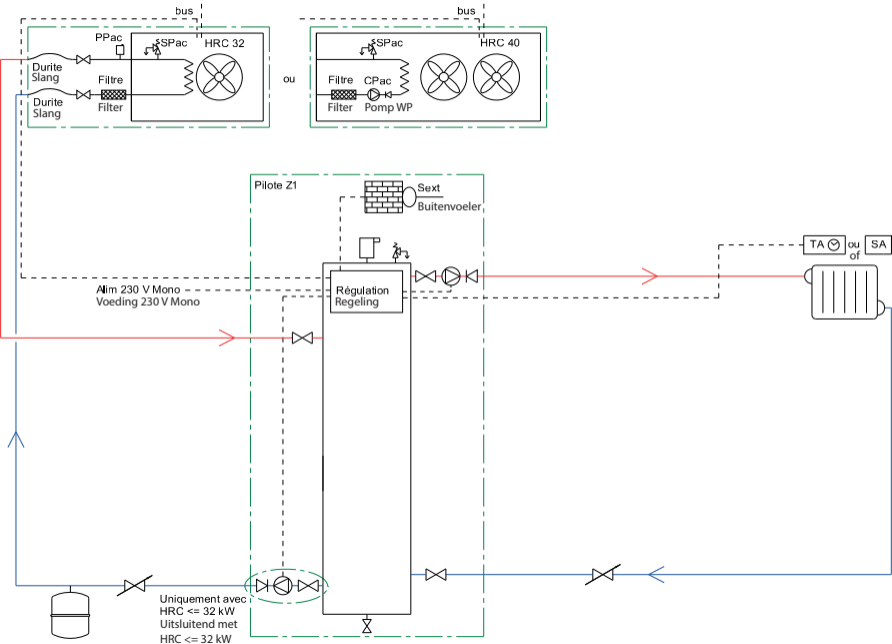 bus
bus
PPac
SPac
HRC 32
SPac
HRC 40
Durite
Slang
Filtre
ou
Filtre
CPac
Durite
Slang
Filter
Filter
Pomp WP
Pilote Z1
Sext
Buitenvoeler
TA
ou
of
SA
Alim 230 V Mono
Voeding 230 V Mono
Régulation
Regeling
Uniquement avec
HRC <= 32 kW
Uitsluitend met
HRC <= 32 kW